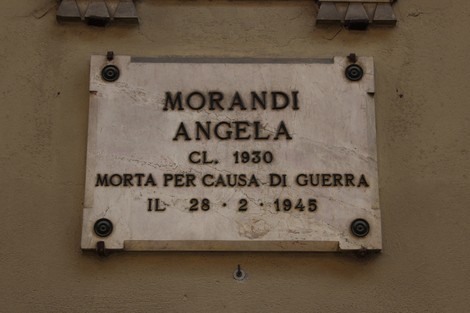 MORANDI
ANGELA
CL. 1930
MORTA PER CAUSA DI GUERRA
IL 28 · 2 · 1945